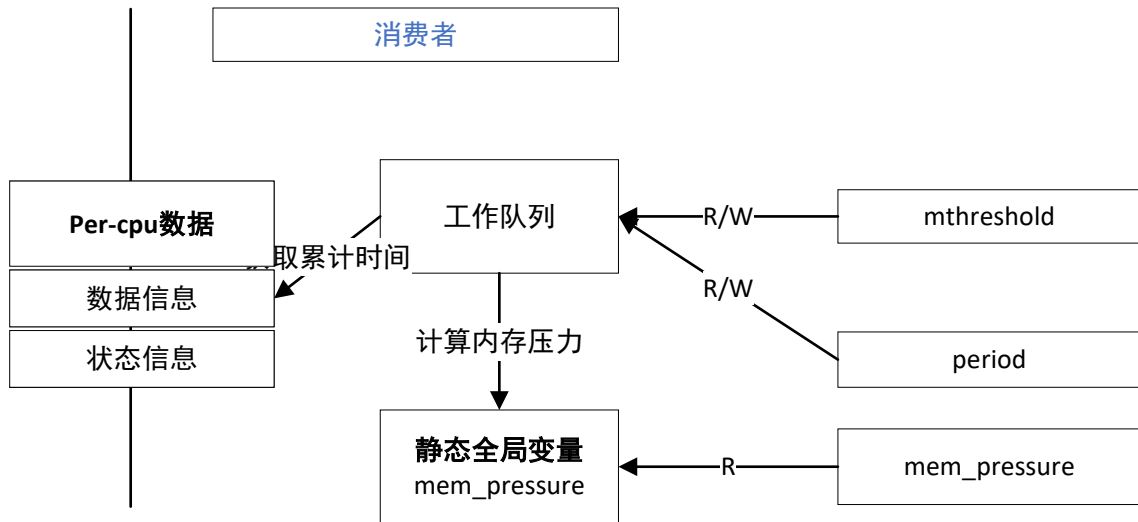 消费者
Per-cpu数据
工作队列
R/W
mthreshold
取累计时间
数据信息
R/W
状态信息
计算内存压力
period
静态全局变量
mem_pressure
R
mem_pressure